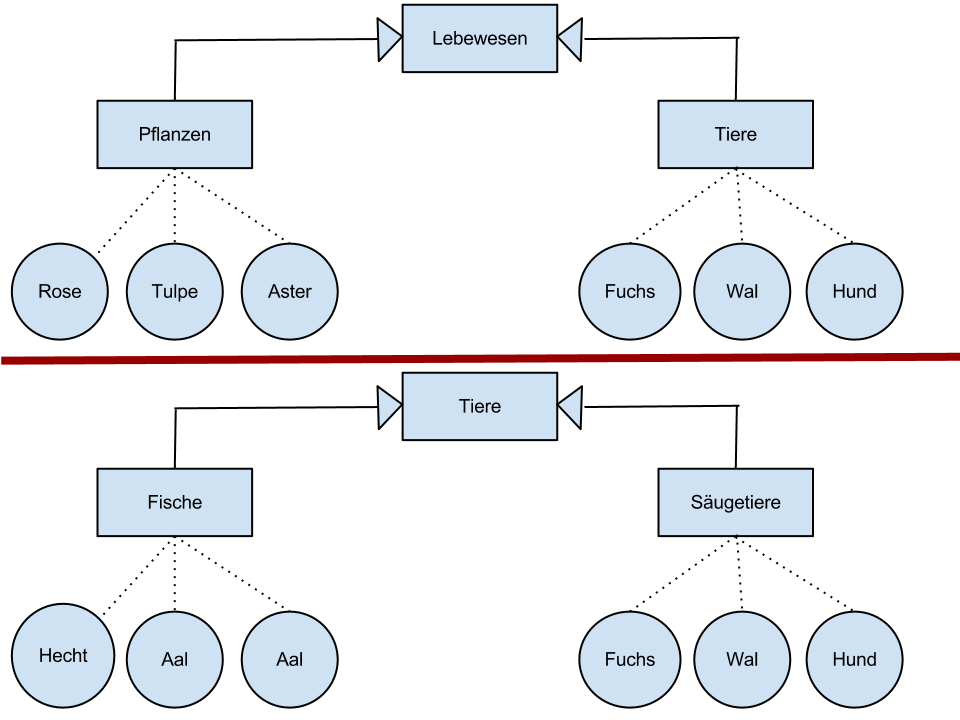 Lebewesen
Pflanzen
Tiere
Rose
Tulpe
Aster
Fuchs
Wal
Hund
Tiere
Fische
Säugetiere
Hecht
Aal
Aal
Fuchs
Wal
Hund